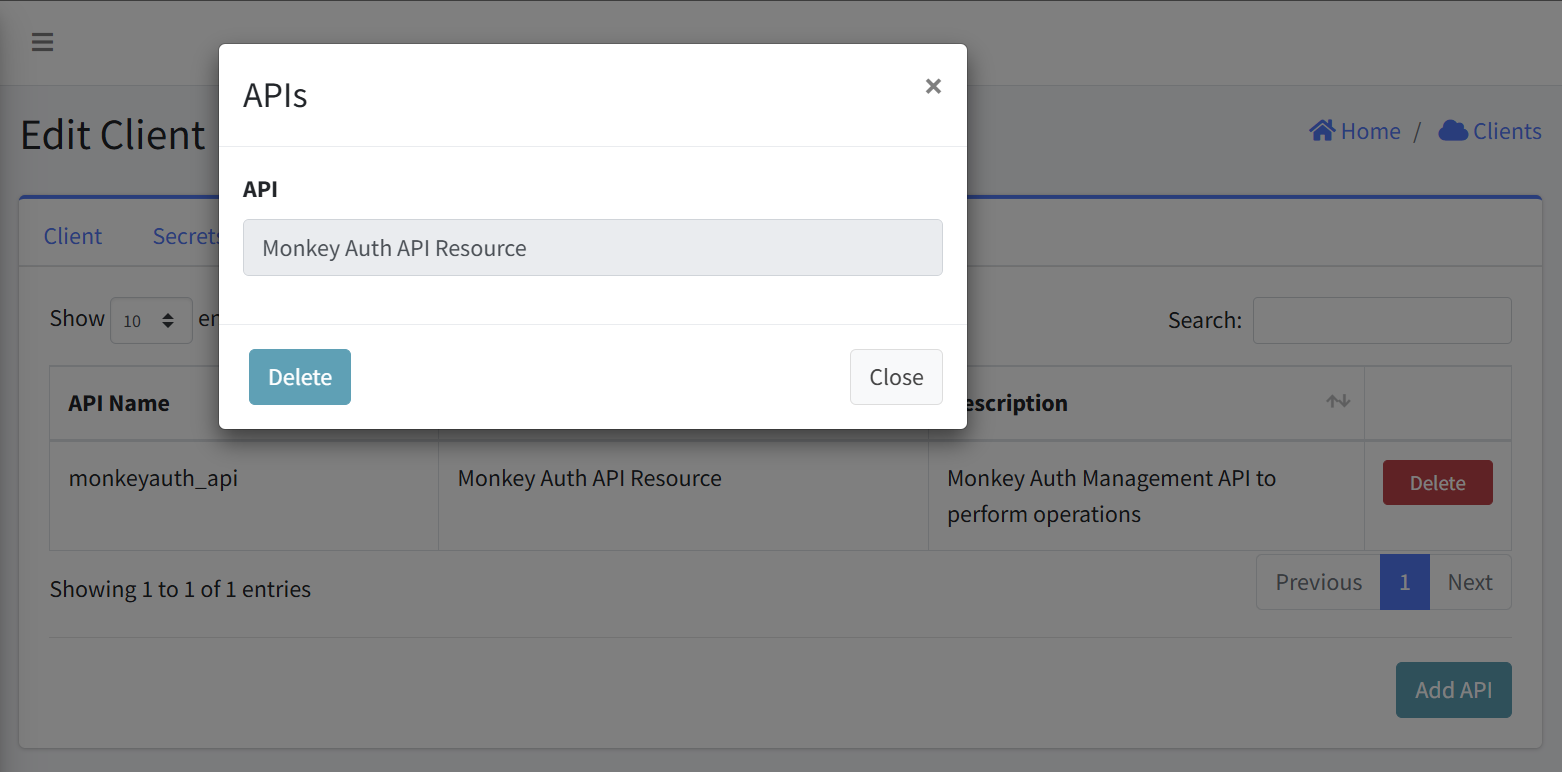 APIs
×
API
Monkey Auth API Resource
Delete
Close
Edit Client
Home / Clients
Client
Secrets
Show 10
Search:
API Name
escription
monkeyauth_api
Monkey Auth API Resource
Monkey Auth Management API to
perform operations
Delete
Showing 1 to 1 of 1 entries
Previous 1 Next
Add API